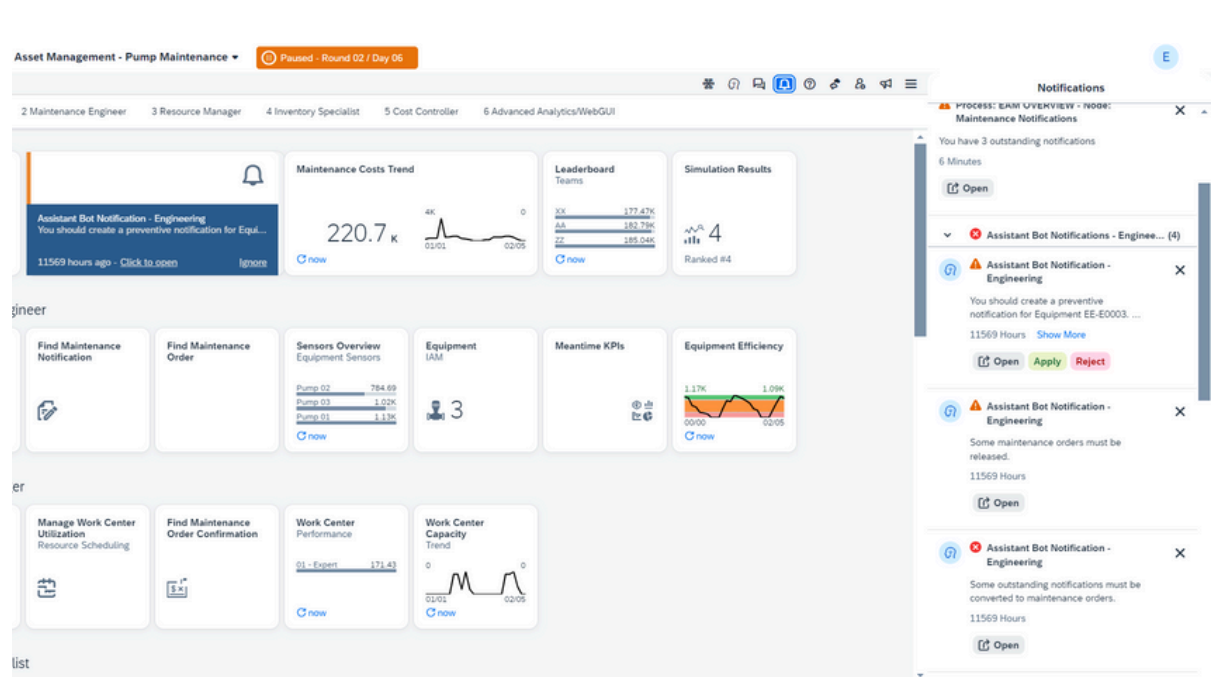 Asset Management - Pump Maintenance
Paused - Round 02 / Day 06
E
Notifications
2 Maintenance Engineer
3 Resource Manager
4 Inventory Specialist
5 Cost Controller
6 Advanced Analytics/WebGUI
Assistant Bot Notification - Engineering
You should create a preventive notification for Equi...
11569 hours ago - Click to open
Ignore
Maintenance Costs Trend
220.7 K
4K
0
01/01
02/05
now
Leaderboard
Teams
XX 177.47K
AA 182.79K
ZZ 185.04K
now
Simulation Results
4
Ranked #4
gineer
Find Maintenance
Notification
Find Maintenance
Order
Sensors Overview
Equipment Sensors
Pump 02 784.69
Pump 03 1.02K
Pump 01 1.13K
now
Equipment
IAM
3
Meantime KPIs
Equipment Efficiency
1.17K
1.09K
00/00
02/05
now
er
Manage Work Center
Utilization
Resource Scheduling
Find Maintenance
Order Confirmation
Work Center
Performance
01 - Expert 171.43
now
Work Center
Capacity
Trend
0
0
01/01
02/05
now
list
Process: EAM OVERVIEW - Node:
Maintenance Notifications
You have 3 outstanding notifications
6 Minutes
Open
Assistant Bot Notifications - Enginee... (4)
Assistant Bot Notification -
Engineering
You should create a preventive
notification for Equipment EE-E0003. ...
11569 Hours Show More
Open Apply Reject
Assistant Bot Notification -
Engineering
Some maintenance orders must be
released.
11569 Hours
Open
Assistant Bot Notification -
Engineering
Some outstanding notifications must be
converted to maintenance orders.
11569 Hours
Open